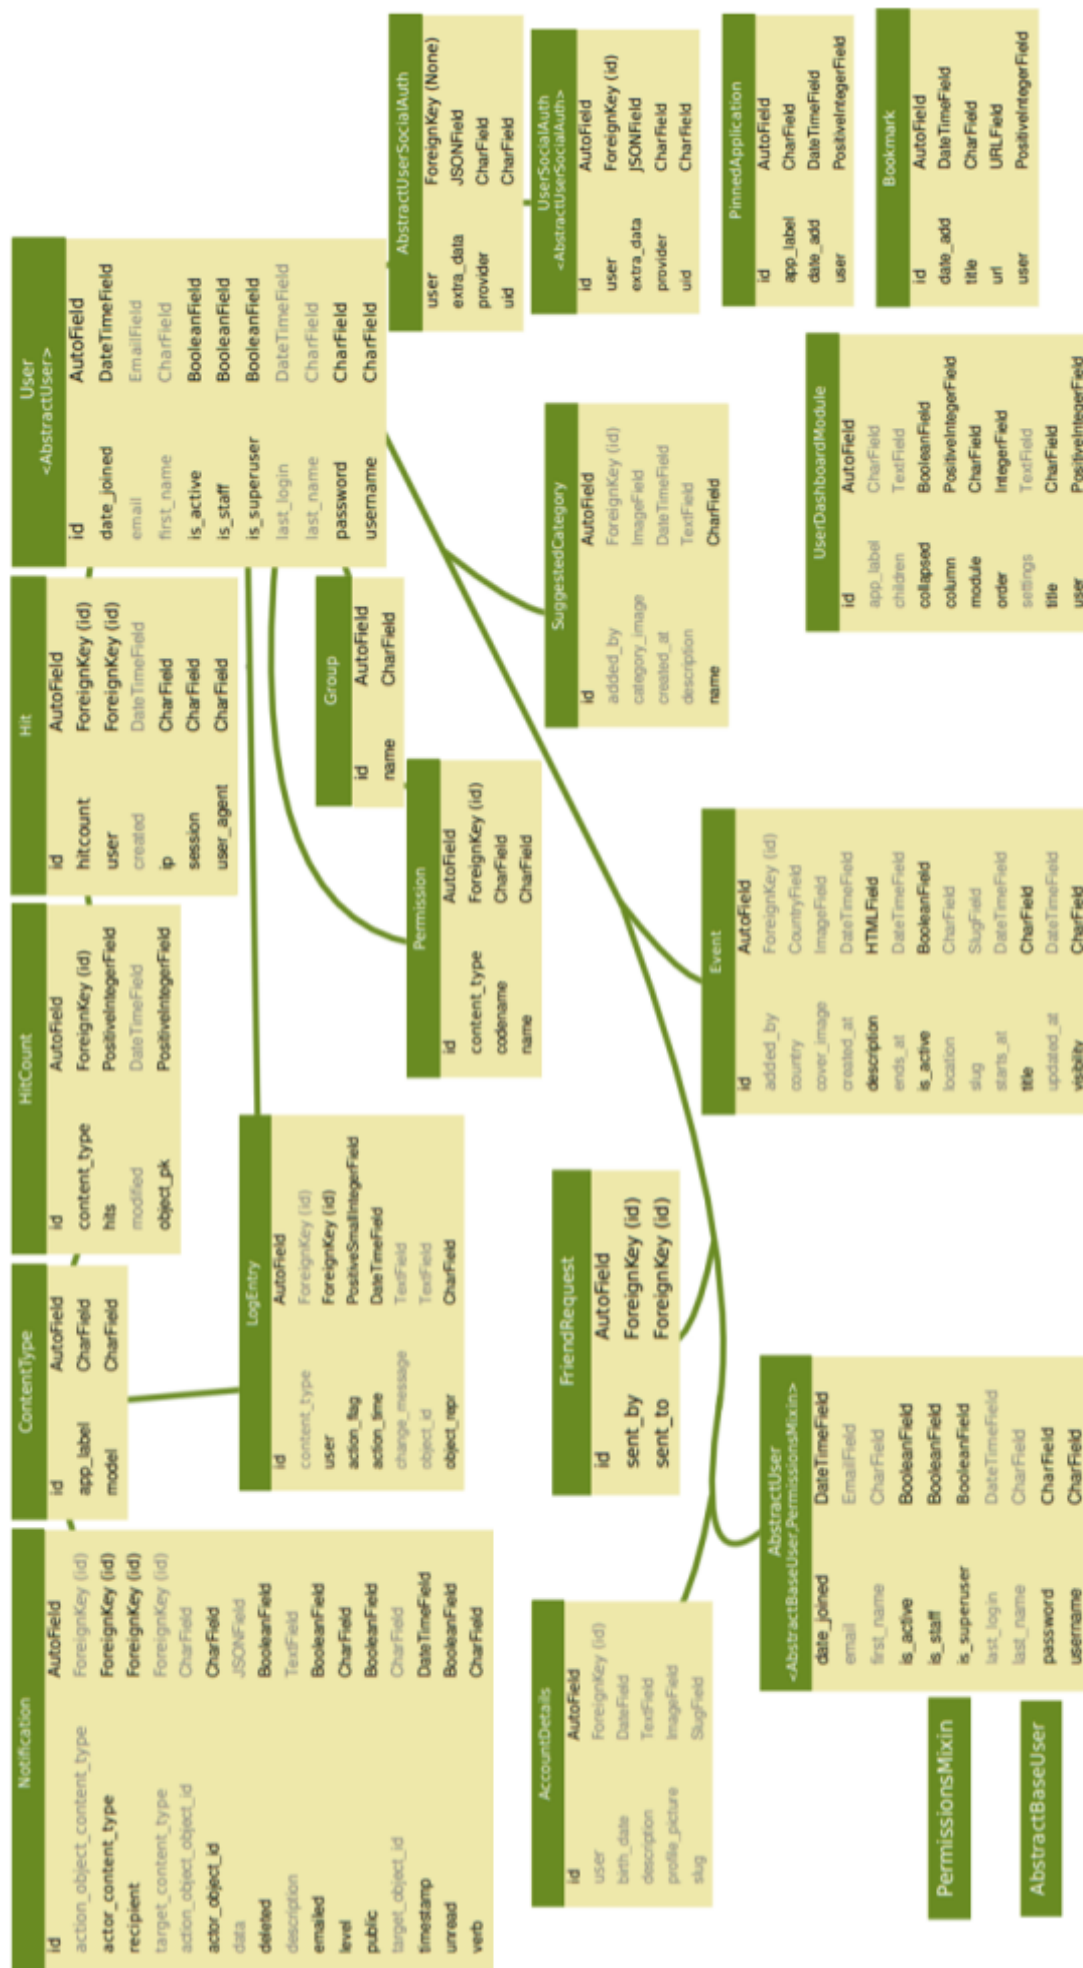 Notification
id AutoField
action_object_content_type ForeignKey (id)
actor_content_type ForeignKey (id)
recipient ForeignKey (id)
target_content_type ForeignKey (id)
action_object_object_id CharField
actor_object_id CharField
data JSONField
deleted BooleanField
description TextField
emailed BooleanField
level CharField
public BooleanField
target_object_id CharField
timestamp DateTimeField
unread BooleanField
verb CharField
ContentType
id AutoField
app_label CharField
model CharField
HitCount
id AutoField
content_type ForeignKey (id)
hits PositiveIntegerField
modified DateTimeField
object_pk PositiveIntegerField
Hit
id AutoField
hitcount ForeignKey (id)
user ForeignKey (id)
created DateTimeField
ip CharField
session CharField
user_agent CharField
User
<AbstractUser>
id AutoField
date_joined DateTimeField
email EmailField
first_name CharField
is_active BooleanField
is_staff BooleanField
is_superuser BooleanField
last_login DateTimeField
last_name CharField
password CharField
username CharField
LogEntry
id AutoField
content_type ForeignKey (id)
user ForeignKey (id)
action_flag PositiveSmallIntegerField
action_time DateTimeField
change_message TextField
object_id TextField
object_repr CharField
Group
id AutoField
name CharField
Permission
id AutoField
content_type ForeignKey (id)
codename CharField
name CharField
AbstractUserSocialAuth
user ForeignKey (None)
extra_data JSONField
provider CharField
uid CharField
UserSocialAuth
<AbstractUserSocialAuth>
id AutoField
user ForeignKey (id)
extra_data JSONField
provider CharField
uid CharField
AccountDetails
id AutoField
user ForeignKey (id)
birth_date DateField
description TextField
profile_picture ImageField
slug SlugField
FriendRequest
id AutoField
sent_by ForeignKey (id)
sent_to ForeignKey (id)
SuggestedCategory
id AutoField
added_by ForeignKey (id)
category_image ImageField
created_at DateTimeField
description TextField
name CharField
PinnedApplication
id AutoField
app_label CharField
date_add DateTimeField
user PositiveIntegerField
AbstractUser
<AbstractBaseUser,PermissionsMixin>
date_joined DateTimeField
email EmailField
first_name CharField
is_active BooleanField
is_staff BooleanField
is_superuser BooleanField
last_login DateTimeField
last_name CharField
password CharField
username CharField
Event
id AutoField
added_by ForeignKey (id)
country CountryField
cover_image ImageField
created_at DateTimeField
description HTMLField
ends_at DateTimeField
is_active BooleanField
location CharField
slug SlugField
starts_at DateTimeField
title CharField
updated_at DateTimeField
visibility CharField
UserDashboardModule
id AutoField
app_label CharField
children TextField
collapsed BooleanField
column PositiveIntegerField
module CharField
order IntegerField
settings TextField
title CharField
user PositiveIntegerField
Bookmark
id AutoField
date_add DateTimeField
title CharField
url URLField
user PositiveIntegerField
PermissionsMixin
AbstractBaseUser